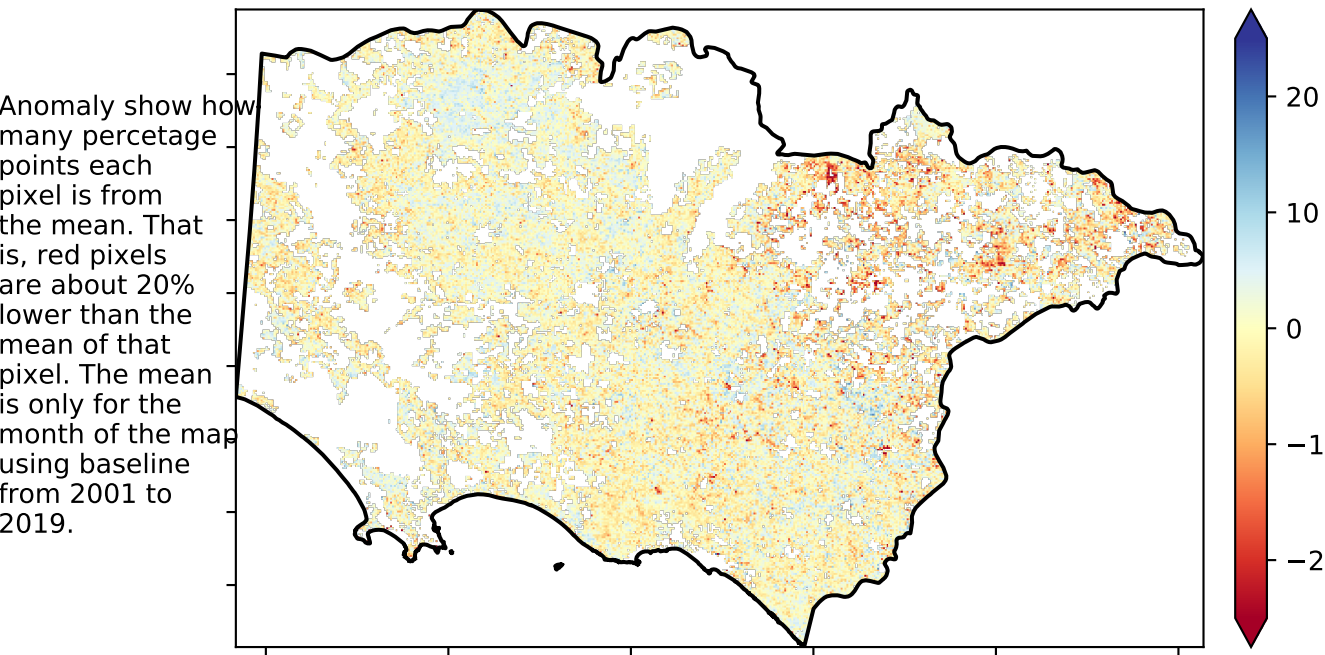 Anomaly show how
many percetage
points each
pixel is from
the mean. That
is, red pixels
are about 20%
lower than the
mean of that
pixel. The mean
is only for the
month of the map
using baseline
from 2001 to
2019.
20
10
0
−1
−2